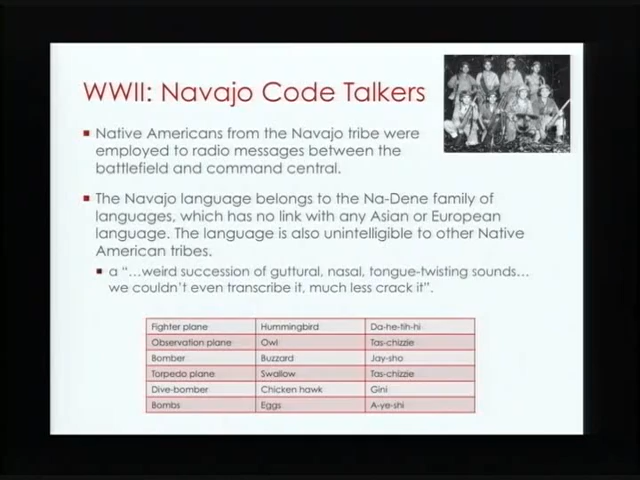 WWII: Navajo Code Talkers
Native Americans from the Navajo tribe were
employed to radio messages between the
battlefield and command central.
The Navajo language belongs to the Na-Dene family of
languages, which has no link with any Asian or European
language. The language is also unintelligible to other Native
American tribes.
a “…weird succession of guttural, nasal, tongue-twisting sounds…
we couldn’t even transcribe it, much less crack it”.
Fighter plane Hummingbird Da-he-tih-hi
Observation plane Owl Tas-chizzie
Bomber Buzzard Jay-sho
Torpedo plane Swallow Tas-chizzie
Dive-bomber Chicken hawk Gini
Bombs Eggs A-ye-shi